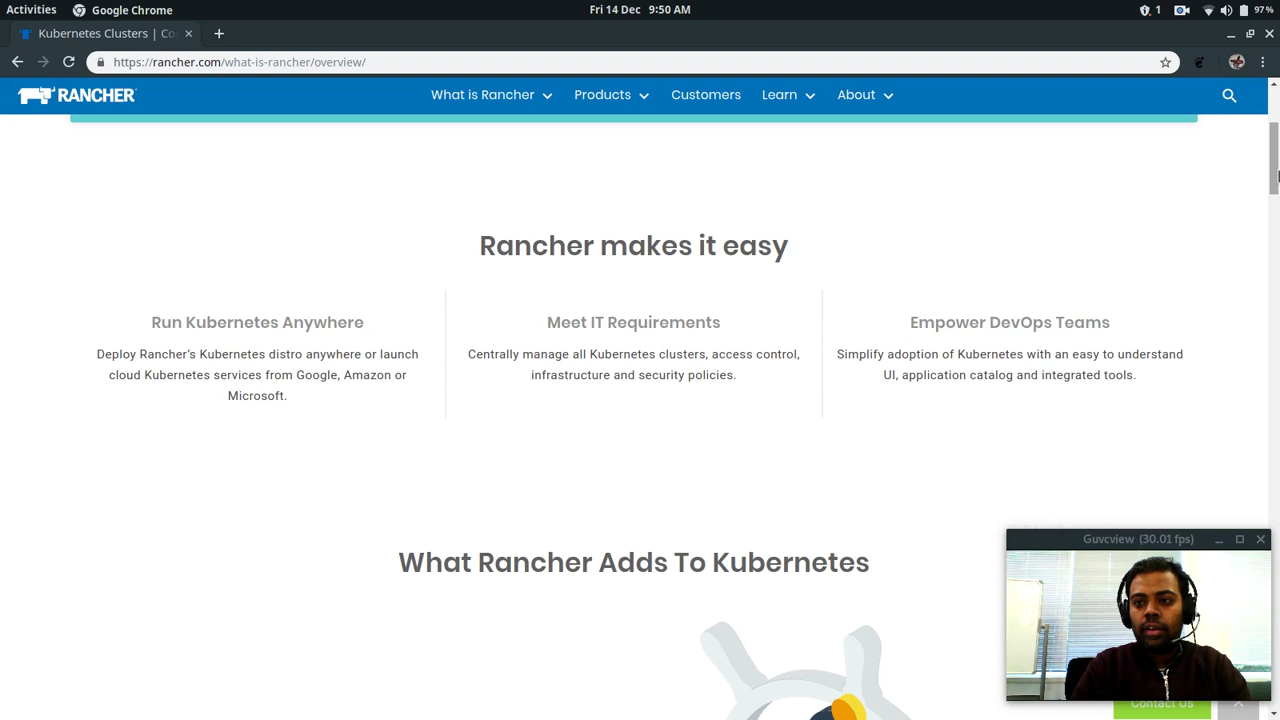 Activities
Google Chrome
Fri 14 Dec 9:50 AM
1
97%
Kubernetes Clusters | Co
https://rancher.com/what-is-rancher/overview/
RANCHER
What is Rancher
Products
Customers
Learn
About
Rancher makes it easy
Run Kubernetes Anywhere
Deploy Rancher's Kubernetes distro anywhere or launch
cloud Kubernetes services from Google, Amazon or
Microsoft.
Meet IT Requirements
Centrally manage all Kubernetes clusters, access control,
infrastructure and security policies.
Empower DevOps Teams
Simplify adoption of Kubernetes with an easy to understand
UI, application catalog and integrated tools.
What Rancher Adds To Kubernetes
Guvcview (30.01 fps)
Contact Us